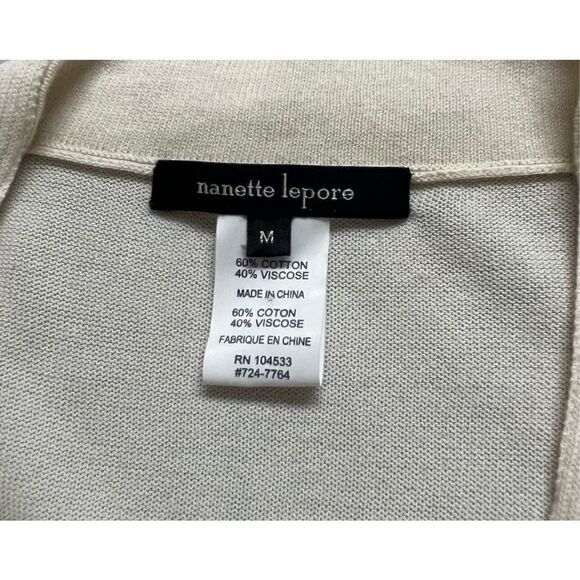 nanette lepore
M
60% COTTON
40% VISCOSE
MADE IN CHINA
60% COTON
40% VISCOSE
FABRIQUE EN CHINE
RN 104533
#724-7764